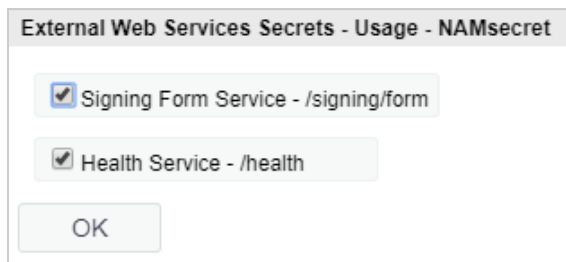 External Web Services Secrets - Usage - NAMsecret
Signing Form Service - /signing/form
Health Service - /health
OK